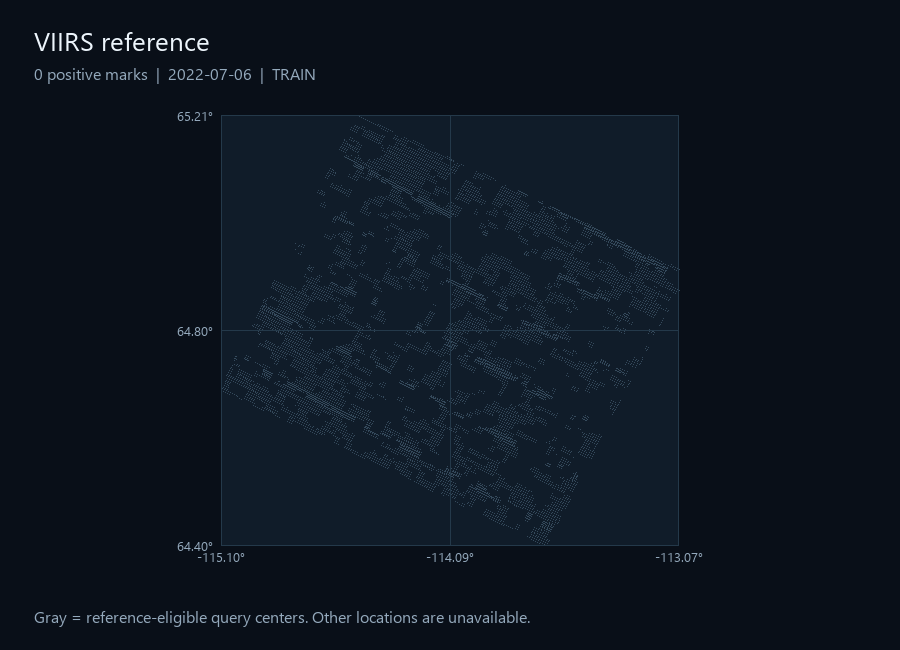 VIIRS reference
0 positive marks | 2022-07-06 | TRAIN
65.21°
64.80°
64.40°
-115.10°
-114.09°
-113.07°
Gray = reference-eligible query centers. Other locations are unavailable.